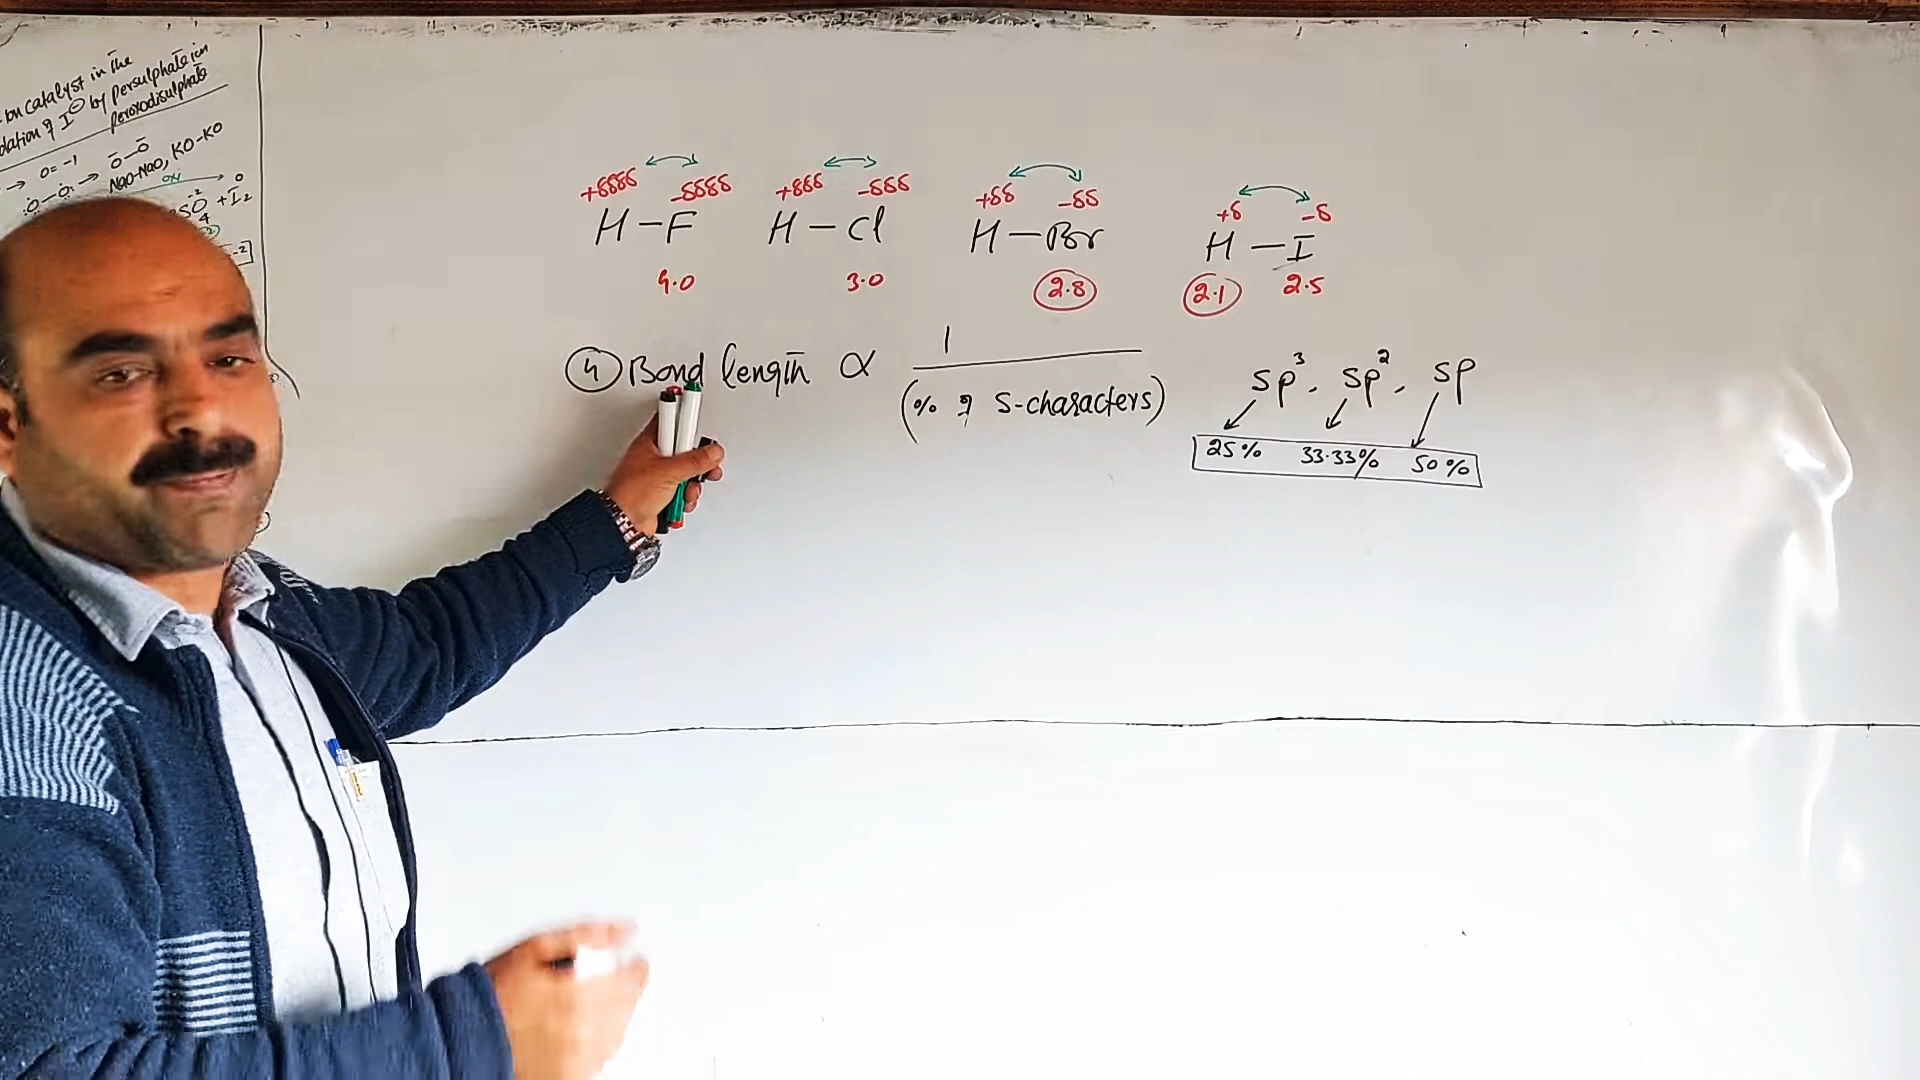 ion catalyst in the
dation of I⊖ by persulphate ion
peroxodisulphate
→ O = -1
Ō-Ō
:Ö-Ö: → NaO-NaO, KO-KO
SO₄⁻² + I₂
+δδδδ -δδδδ +δδδ -δδδ +δδ -δδ +δ -δ
H-F H-Cl H-Br H-I
4.0 3.0 2.8 2.1 2.5
④ Bond length ∝ 1 / (% of S-characters)
sp³, sp², sp
25% 33.33% 50%